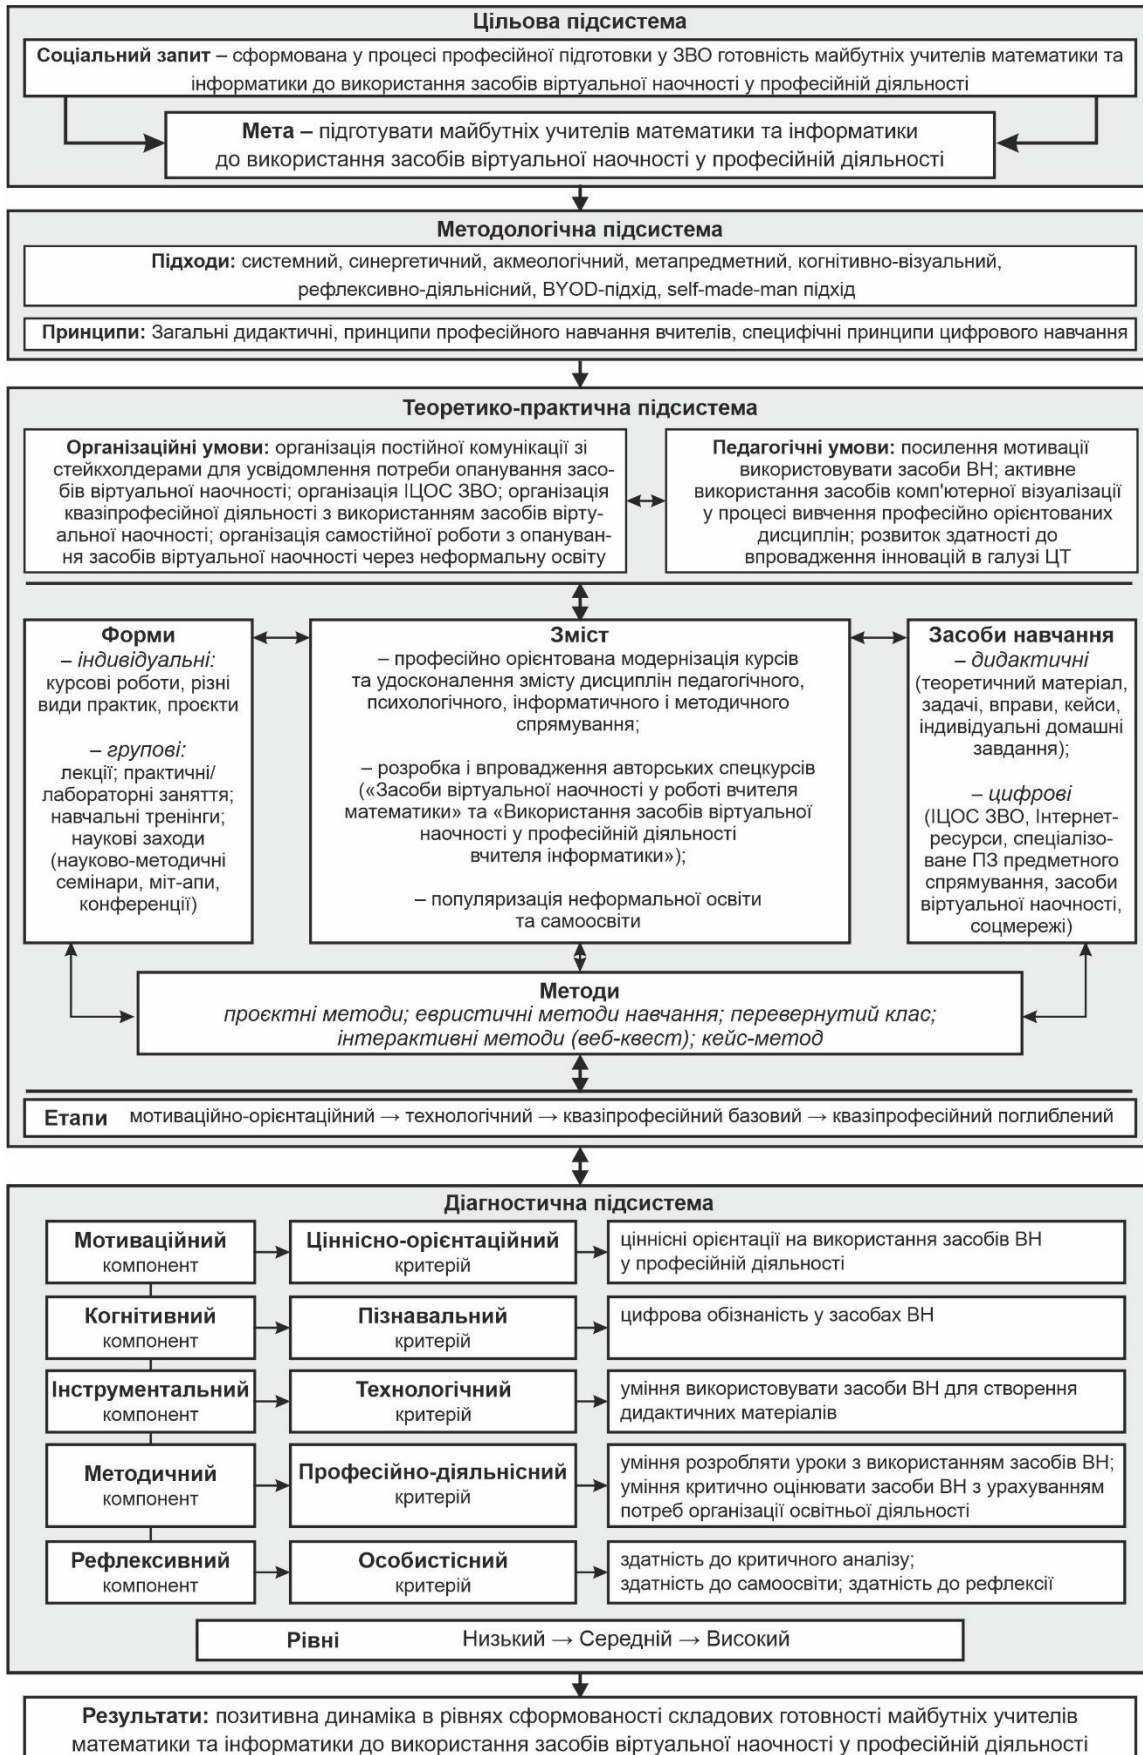 Цільова підсистема
Соціальний запит – сформована у процесі професійної підготовки у ЗВО готовність майбутніх учителів математики та
інформатики до використання засобів віртуальної наочності у професійній діяльності
Мета – підготувати майбутніх учителів математики та інформатики
до використання засобів віртуальної наочності у професійній діяльності
Методологічна підсистема
Підходи: системний, синергетичний, акмеологічний, метапредметний, когнітивно-візуальний,
рефлексивно-діяльнісний, BYOD-підхід, self-made-man підхід
Принципи: Загальні дидактичні, принципи професійного навчання вчителів, специфічні принципи цифрового навчання
Теоретико-практична підсистема
Організаційні умови: організація постійної комунікації зі
стейкхолдерами для усвідомлення потреби опанування засо-
бів віртуальної наочності; організація ІЦОС ЗВО; організація
квазіпрофесійної діяльності з використанням засобів вірту-
альної наочності; організація самостійної роботи з опануван-
ня засобів віртуальної наочності через неформальну освіту
Педагогічні умови: посилення мотивації
використовувати засоби ВН; активне
використання засобів комп'ютерної візуалізації
у процесі вивчення професійно орієнтованих
дисциплін; розвиток здатності до
впровадження інновацій в галузі ЦТ
Форми
– індивідуальні:
курсові роботи, різні
види практик, проєкти
– групові:
лекції; практичні/
лабораторні заняття;
навчальні тренінги;
наукові заходи
(науково-методичні
семінари, міт-апи,
конференції)
Зміст
– професійно орієнтована модернізація курсів
та удосконалення змісту дисциплін педагогічного,
психологічного, інформатичного і методичного
спрямування;
– розробка і впровадження авторських спецкурсів
(«Засоби віртуальної наочності у роботі вчителя
математики» та «Використання засобів віртуальної
наочності у професійній діяльності
вчителя інформатики»);
– популяризація неформальної освіти
та самоосвіти
Засоби навчання
– дидактичні
(теоретичний матеріал,
задачі, вправи, кейси,
індивідуальні домашні
завдання);
– цифрові
(ІЦОС ЗВО, Інтернет-
ресурси, спеціалізо-
ване ПЗ предметного
спрямування, засоби
віртуальної наочності,
соцмережі)
Методи
проєктні методи; евристичні методи навчання; перевернутий клас;
інтерактивні методи (веб-квест); кейс-метод
Етапи мотиваційно-орієнтаційний → технологічний → квазіпрофесійний базовий → квазіпрофесійний поглиблений
Діагностична підсистема
Мотиваційний
компонент
Ціннісно-орієнтаційний
критерій
ціннісні орієнтації на використання засобів ВН
у професійній діяльності
Когнітивний
компонент
Пізнавальний
критерій
цифрова обізнаність у засобах ВН
Інструментальний
компонент
Технологічний
критерій
уміння використовувати засоби ВН для створення
дидактичних матеріалів
Методичний
компонент
Професійно-діяльнісний
критерій
уміння розробляти уроки з використанням засобів ВН;
уміння критично оцінювати засоби ВН з урахуванням
потреб організації освітньої діяльності
Рефлексивний
компонент
Особистісний
критерій
здатність до критичного аналізу;
здатність до самоосвіти; здатність до рефлексії
Рівні Низький → Середній → Високий
Результати: позитивна динаміка в рівнях сформованості складових готовності майбутніх учителів
математики та інформатики до використання засобів віртуальної наочності у професійній діяльності